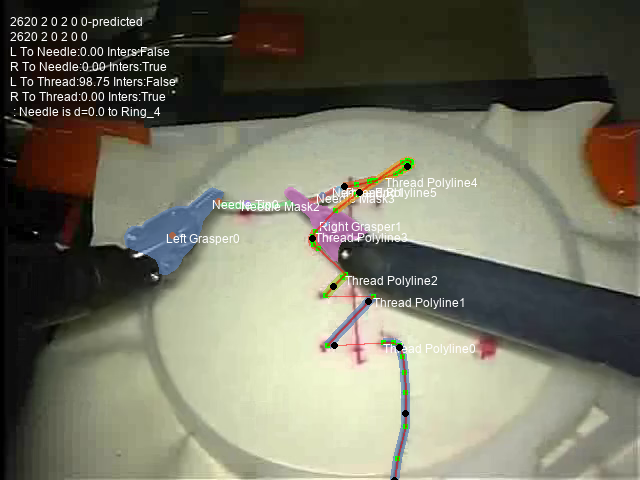 2620 2 0 2 0 0-predicted
2620 2 0 2 0 0
L To Needle:0.00 Inters:False
R To Needle:0.00 Inters:True
L To Thread:98.75 Inters:False
R To Thread:0.00 Inters:True
: Needle is d=0.0 to Ring_4
Thread Polyline4
Needle Tip0
Needle Mask2
Mask3
Right Grasper1
Left Grasper0
Thread Polyline3
Thread Polyline2
Thread Polyline1
Thread Polyline0